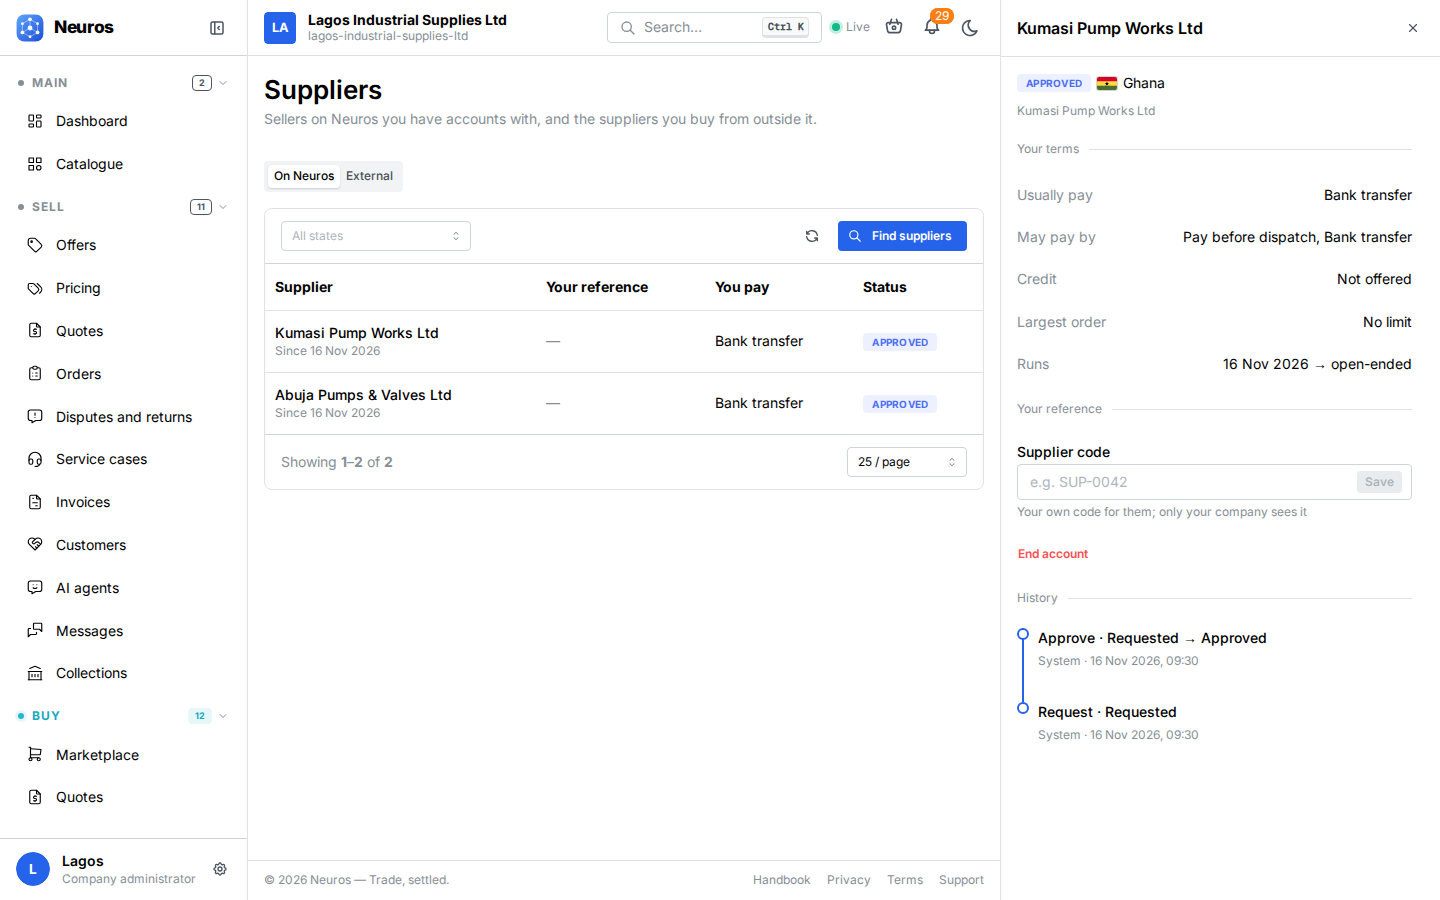 Neuros
MAIN
2
Dashboard
Catalogue
SELL
11
Offers
Pricing
Quotes
Orders
Disputes and returns
Service cases
Invoices
Customers
AI agents
Messages
Collections
BUY
12
Marketplace
Quotes
L
Lagos
Company administrator
LA
Lagos Industrial Supplies Ltd
lagos-industrial-supplies-ltd
Search...
Ctrl K
Live
29
Suppliers
Sellers on Neuros you have accounts with, and the suppliers you buy from outside it.
On Neuros
External
All states
Find suppliers
Supplier
Your reference
You pay
Status
Kumasi Pump Works Ltd
Since 16 Nov 2026
—
Bank transfer
APPROVED
Abuja Pumps & Valves Ltd
Since 16 Nov 2026
—
Bank transfer
APPROVED
Showing 1–2 of 2
25 / page
© 2026 Neuros — Trade, settled.
Handbook
Privacy
Terms
Support
Kumasi Pump Works Ltd
APPROVED
Ghana
Kumasi Pump Works Ltd
Your terms
Usually pay
Bank transfer
May pay by
Pay before dispatch, Bank transfer
Credit
Not offered
Largest order
No limit
Runs
16 Nov 2026 → open-ended
Your reference
Supplier code
e.g. SUP-0042
Save
Your own code for them; only your company sees it
End account
History
Approve · Requested → Approved
System · 16 Nov 2026, 09:30
Request · Requested
System · 16 Nov 2026, 09:30